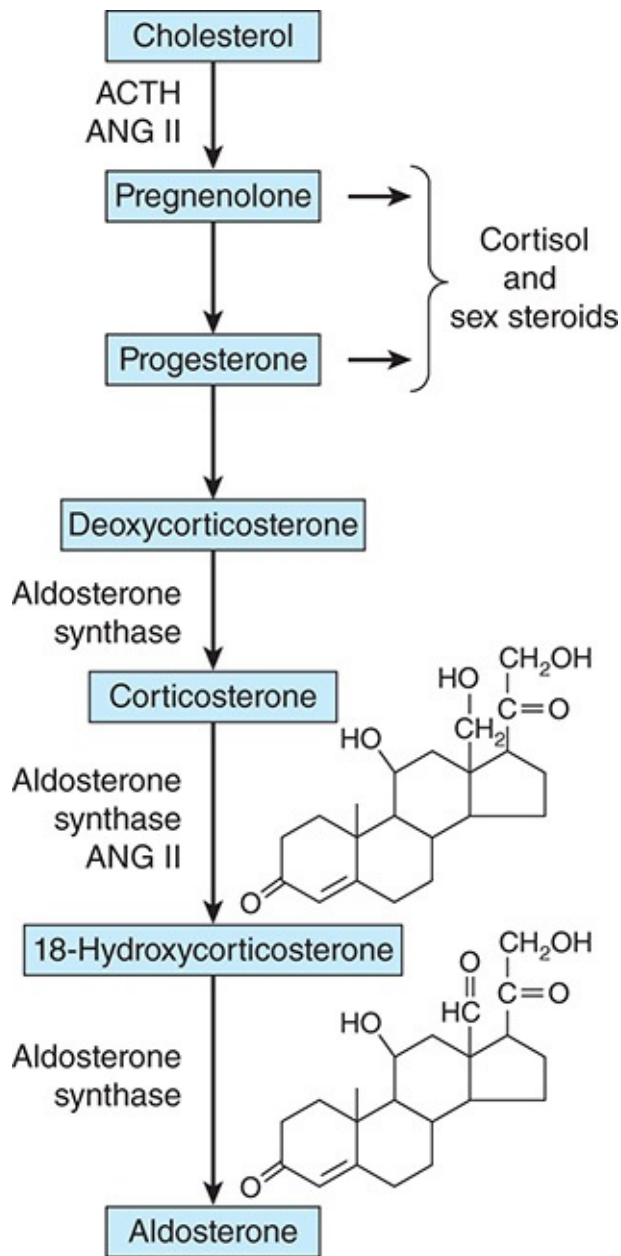 Cholesterol
ACTH
ANG II
Pregnenolone
Cortisol
and
sex steroids
Progesterone
Deoxycorticosterone
Aldosterone
synthase
Corticosterone
CH₂OH
HO
C=O
CH₂
HO
O
Aldosterone
synthase
ANG II
18-Hydroxycorticosterone
CH₂OH
O
C=O
HC
HO
O
Aldosterone
synthase
Aldosterone